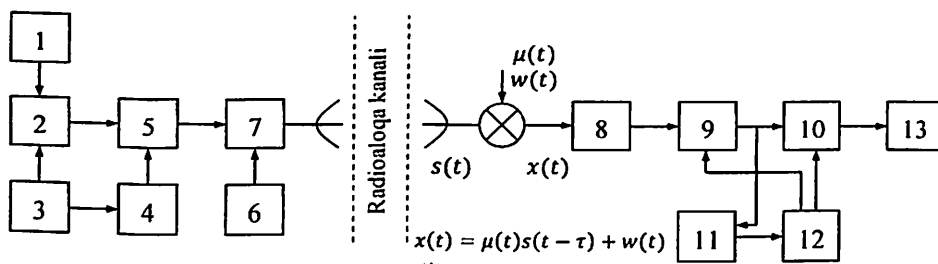 1
μ(t)
w(t)
2
5
7
8
9
10
13
s(t)
x(t)
Radioaloqa kanali
3
4
6
x(t) = μ(t)s(t − τ) + w(t)
11
12